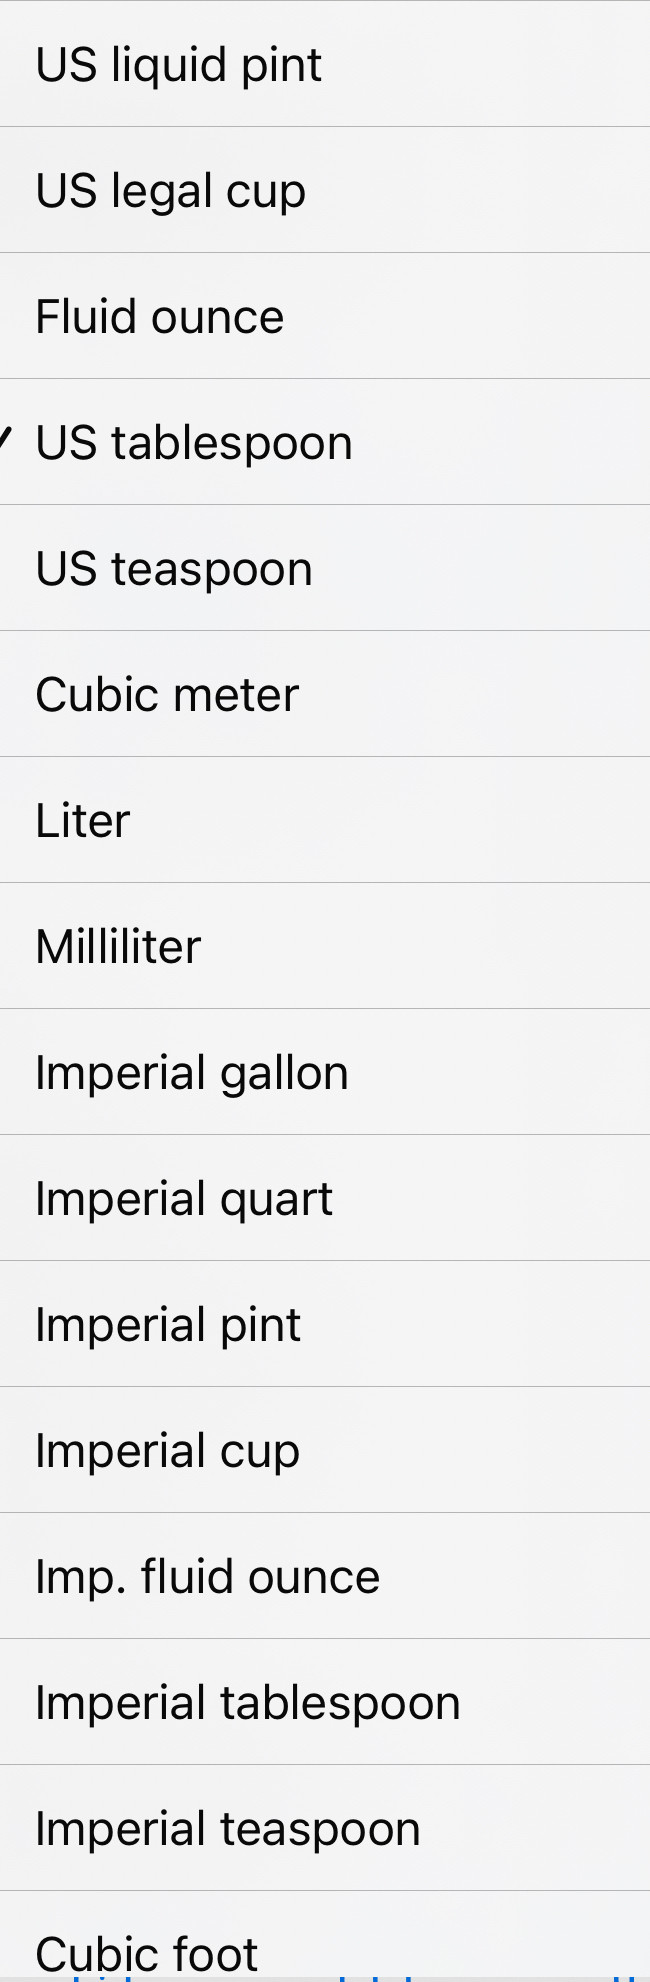 US liquid pint
US legal cup
Fluid ounce
✓ US tablespoon
US teaspoon
Cubic meter
Liter
Milliliter
Imperial gallon
Imperial quart
Imperial pint
Imperial cup
Imp. fluid ounce
Imperial tablespoon
Imperial teaspoon
Cubic foot